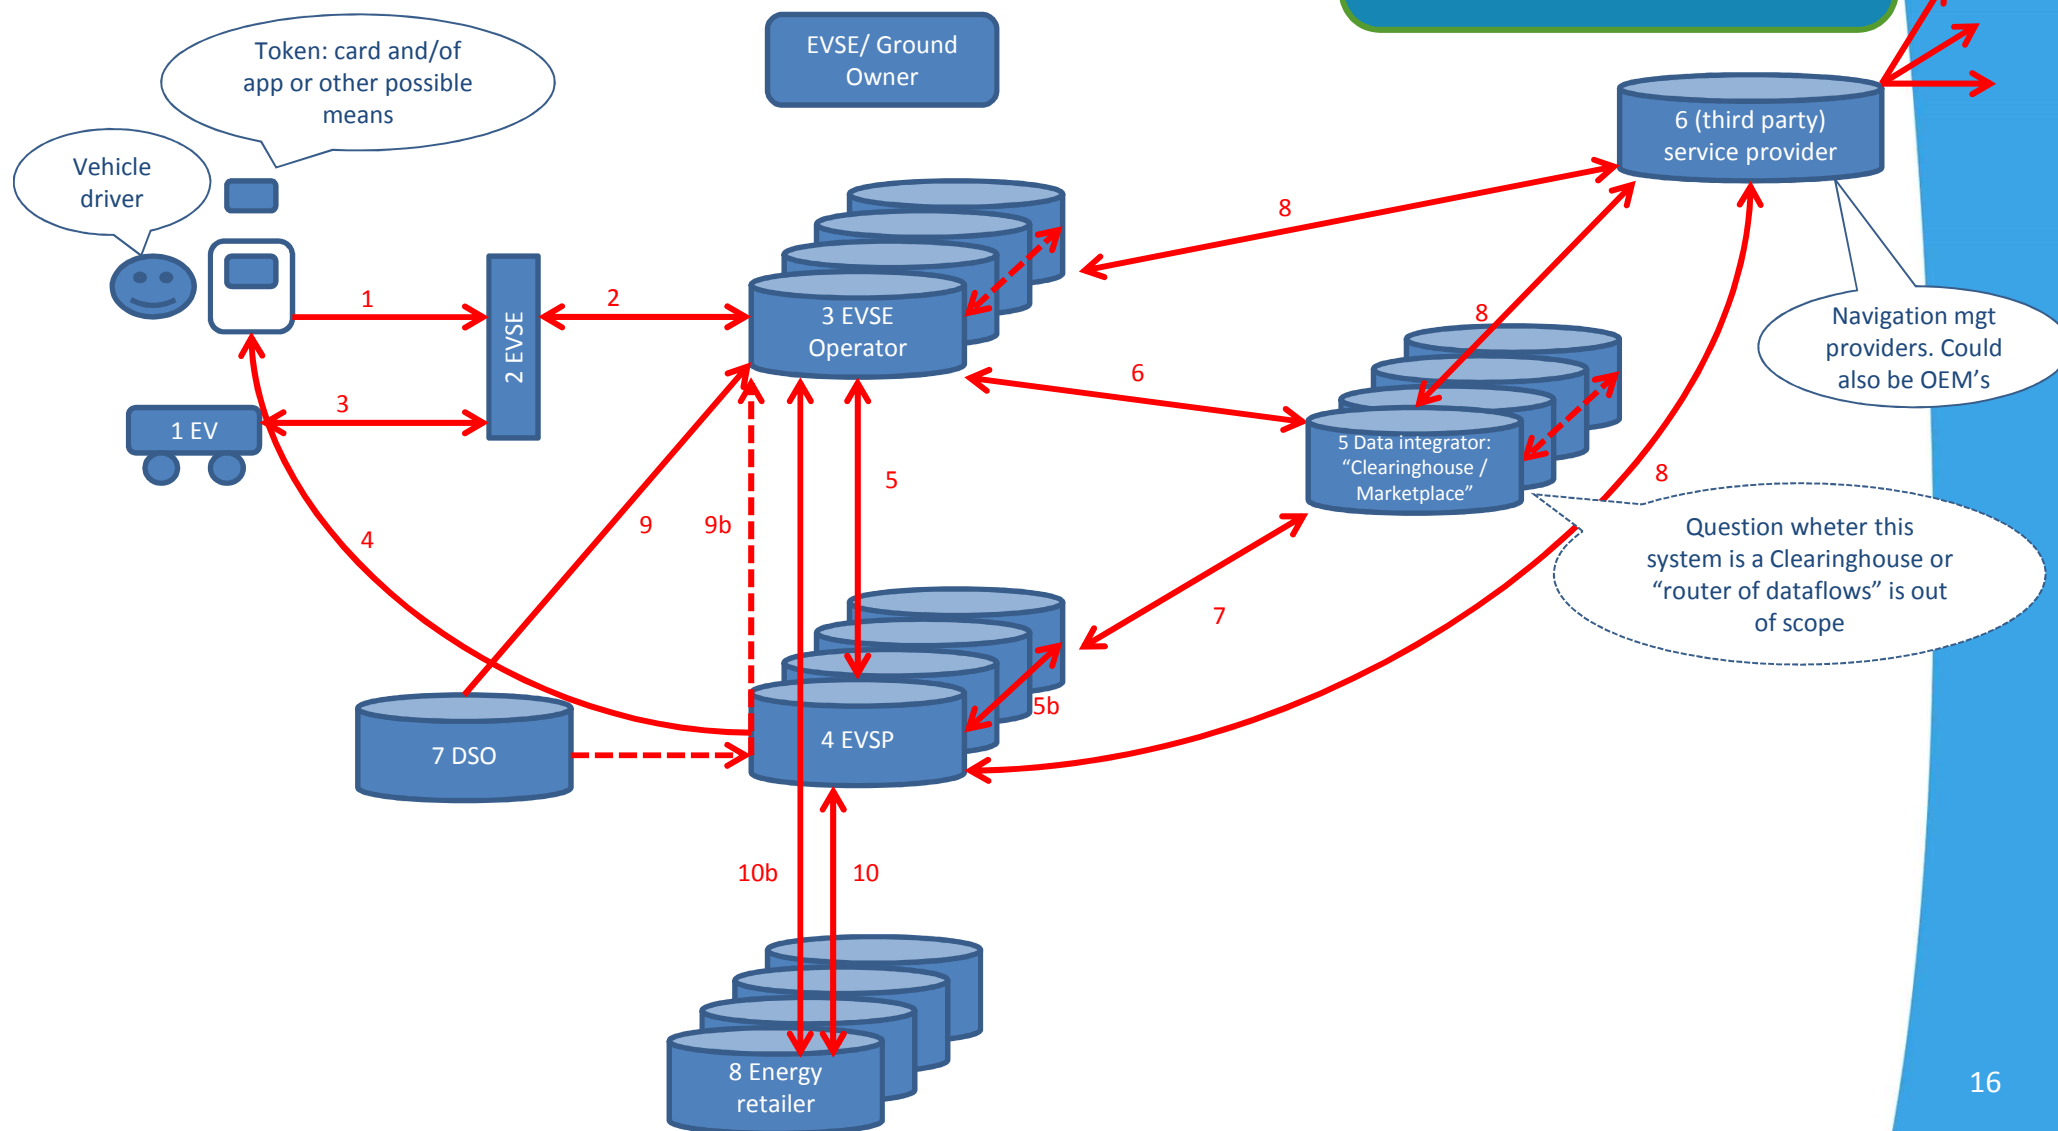 EVSE/ Ground
Owner
Token: card and/of
app or other possible
means
Vehicle
driver
6 (third party)
service provider
8
1
2
2 EVSE
3 EVSE
Operator
8
Navigation mgt
providers. Could
also be OEM's
6
3
1 EV
5 Data integrator:
“Clearinghouse /
Marketplace”
8
5
9
9b
4
Question wheter this
system is a Clearinghouse or
“router of dataflows” is out
of scope
7
5b
7 DSO
4 EVSP
10b
10
8 Energy
retailer
16